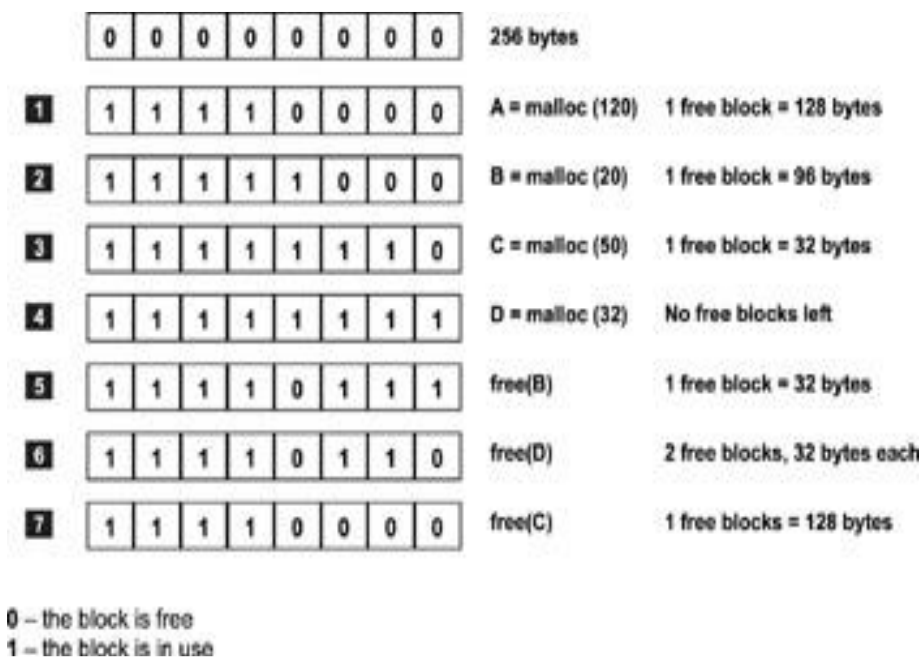 0 0 0 0 0 0 0 0 256 bytes
1 1 1 1 1 0 0 0 0 A = malloc (120) 1 free block = 128 bytes
2 1 1 1 1 1 0 0 0 B = malloc (20) 1 free block = 96 bytes
3 1 1 1 1 1 1 1 0 C = malloc (50) 1 free block = 32 bytes
4 1 1 1 1 1 1 1 1 D = malloc (32) No free blocks left
5 1 1 1 1 0 1 1 1 free(B) 1 free block = 32 bytes
6 1 1 1 1 0 1 1 0 free(D) 2 free blocks, 32 bytes each
7 1 1 1 1 0 0 0 0 free(C) 1 free blocks = 128 bytes
0 – the block is free
1 – the block is in use